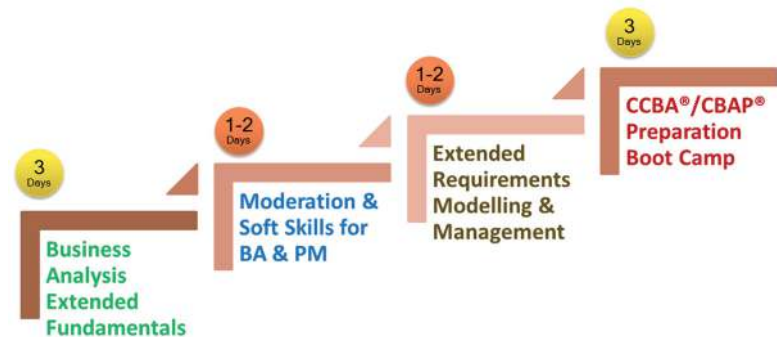 3
Days
Business
Analysis
Extended
Fundamentals
1-2
Days
Moderation &
Soft Skills for
BA & PM
1-2
Days
Extended
Requirements
Modelling &
Management
3
Days
CCBA®/CBAP®
Preparation
Boot Camp